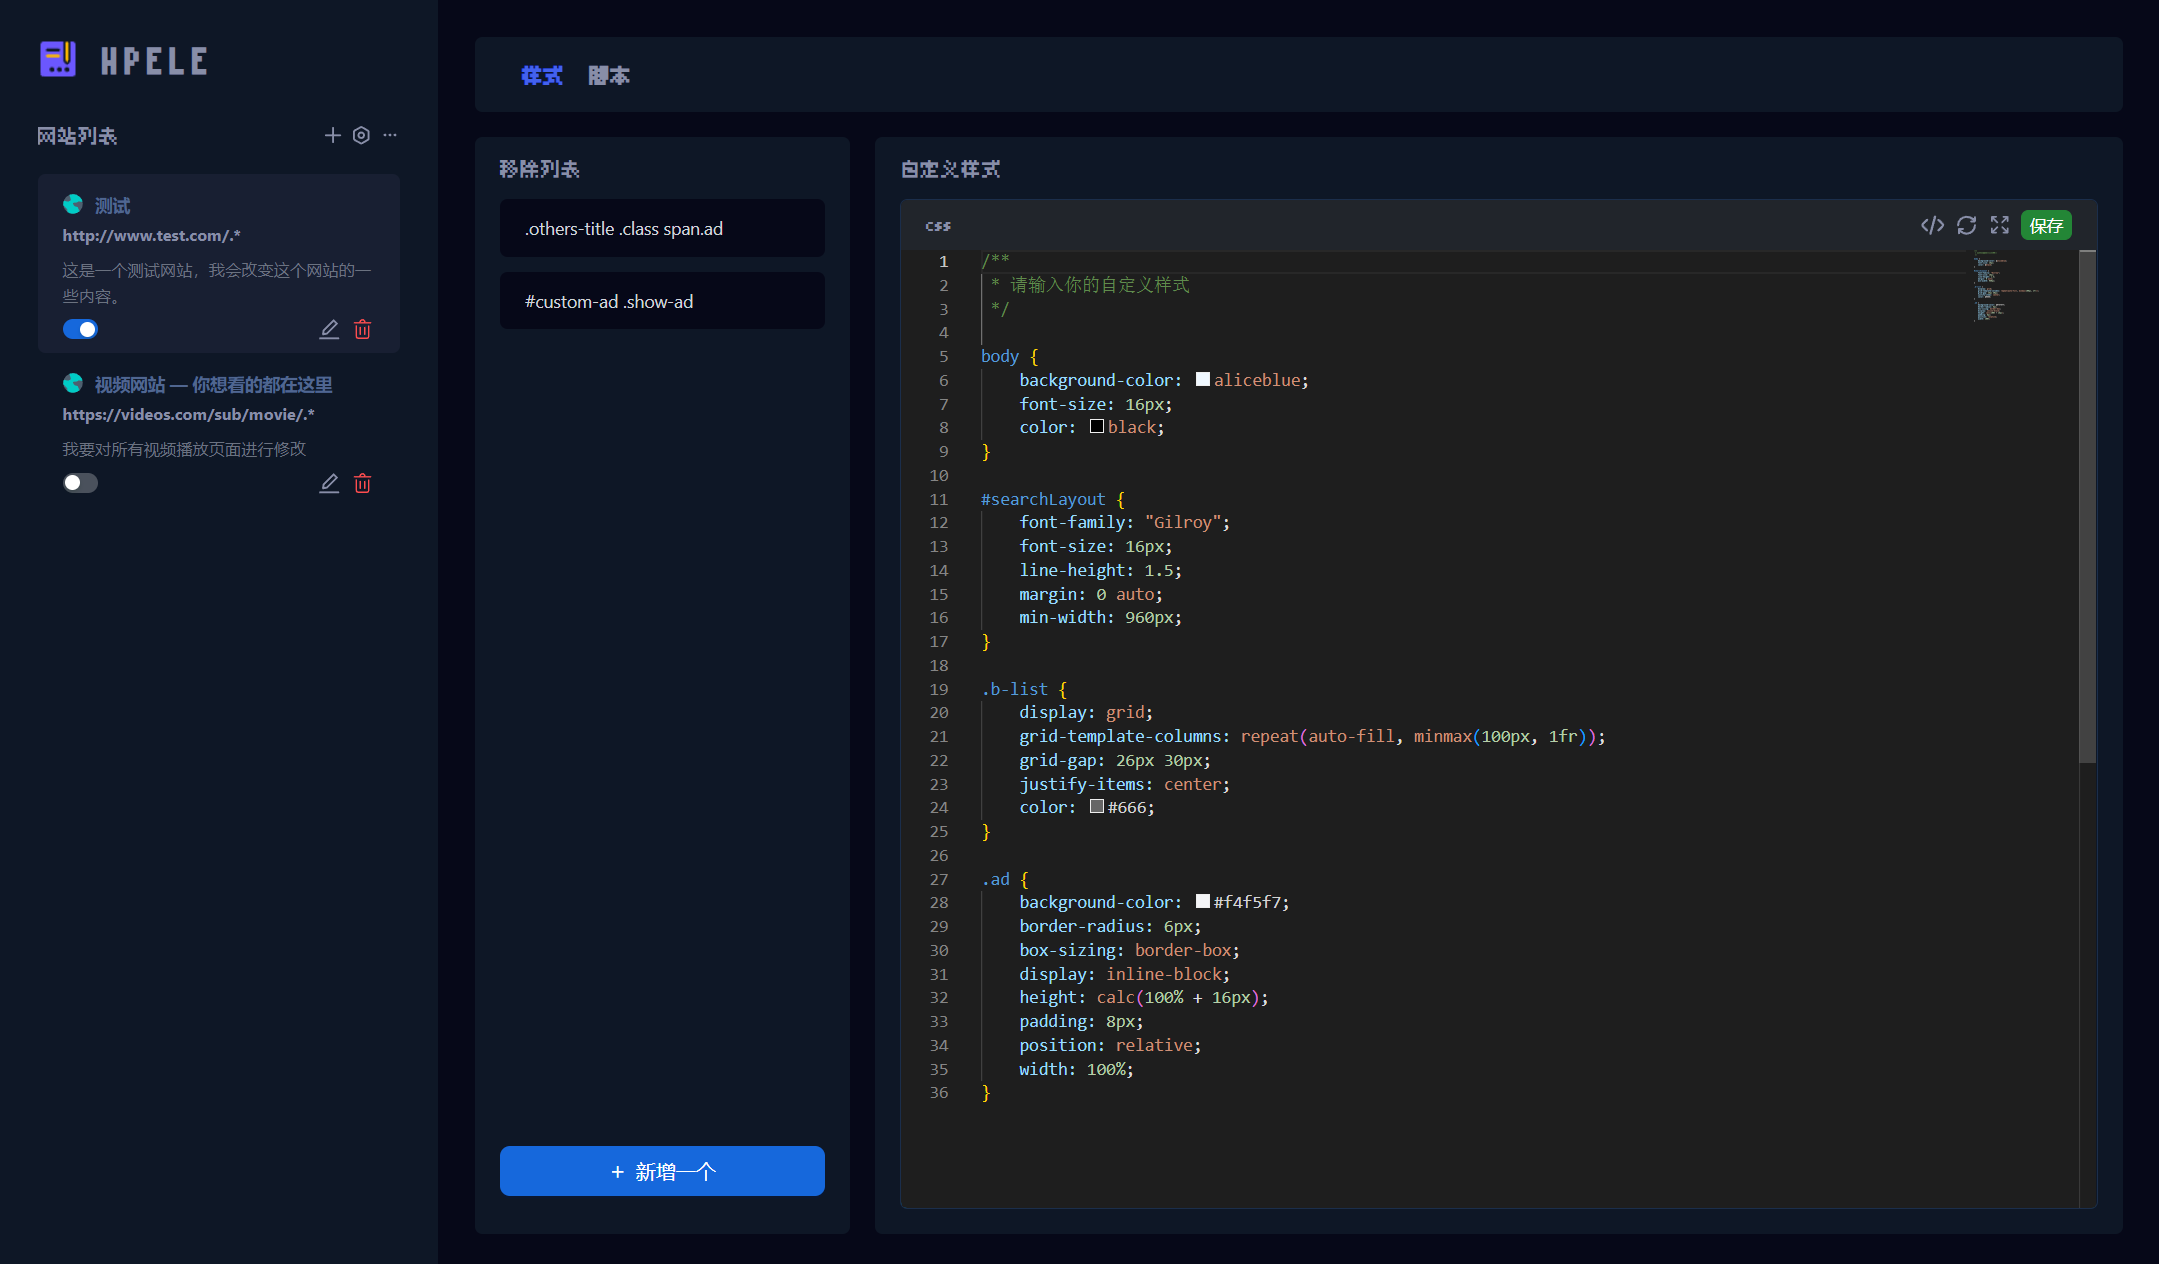 HPELE
网站列表
测试
http://www.test.com/.*
这是一个测试网站，我会改变这个网站的一
些内容。
视频网站 — 你想看的都在这里
https://videos.com/sub/movie/.*
我要对所有视频播放页面进行修改
样式 脚本
移除列表
.others-title .class span.ad
#custom-ad .show-ad
+ 新增一个
自定义样式
css
保存
1 /**
2  * 请输入你的自定义样式
3  */
4
5 body {
6     background-color: aliceblue;
7     font-size: 16px;
8     color: black;
9 }
10
11 #searchLayout {
12     font-family: "Gilroy";
13     font-size: 16px;
14     line-height: 1.5;
15     margin: 0 auto;
16     min-width: 960px;
17 }
18
19 .b-list {
20     display: grid;
21     grid-template-columns: repeat(auto-fill, minmax(100px, 1fr));
22     grid-gap: 26px 30px;
23     justify-items: center;
24     color: #666;
25 }
26
27 .ad {
28     background-color: #f4f5f7;
29     border-radius: 6px;
30     box-sizing: border-box;
31     display: inline-block;
32     height: calc(100% + 16px);
33     padding: 8px;
34     position: relative;
35     width: 100%;
36 }